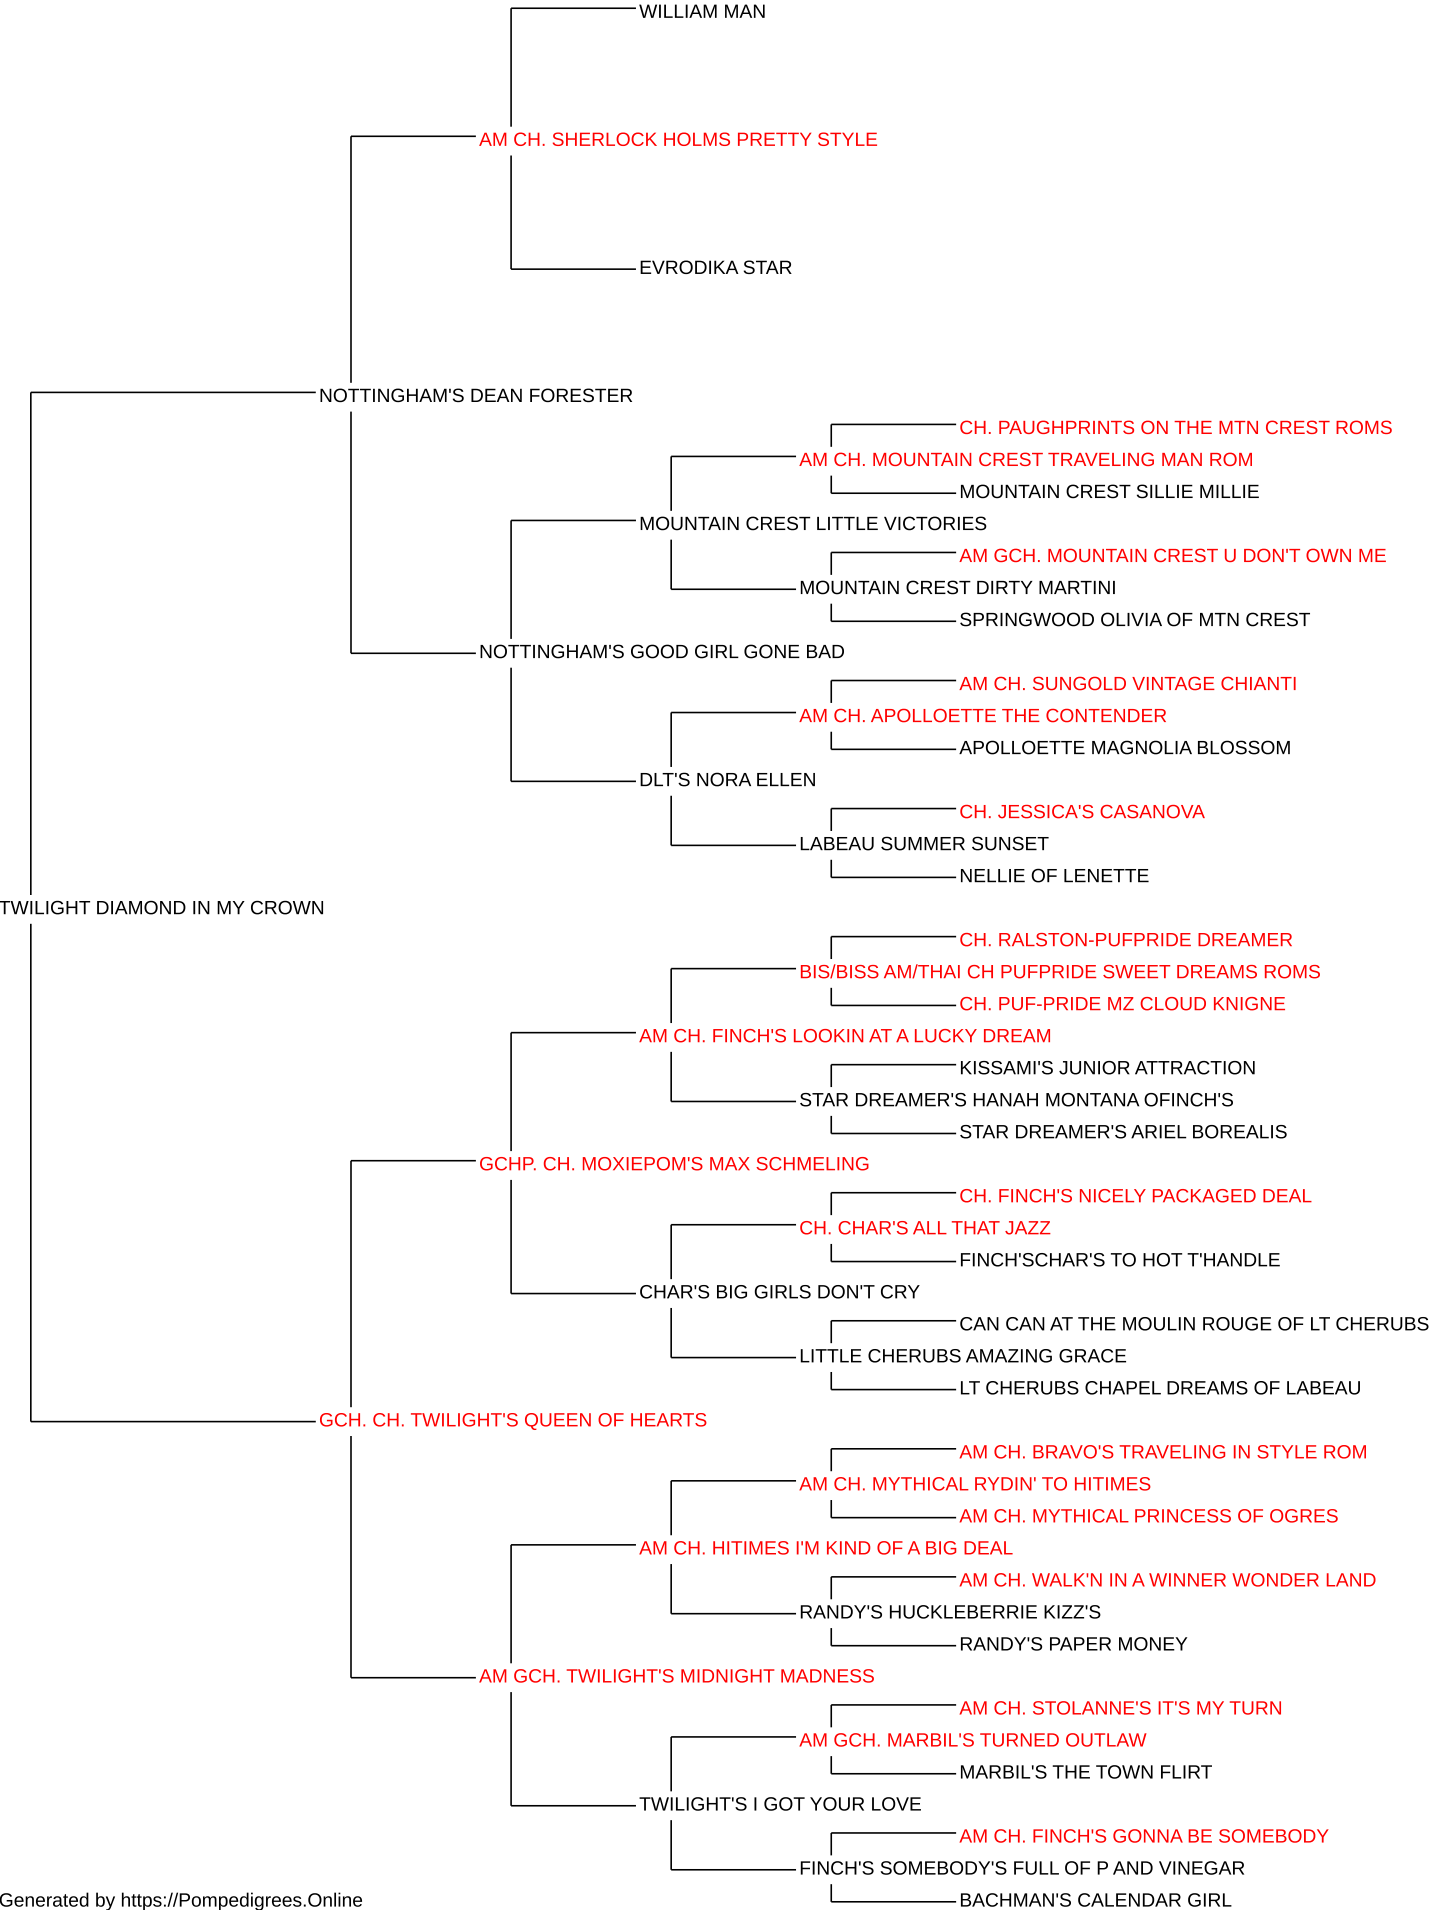 WILLIAM MAN
AM CH. SHERLOCK HOLMS PRETTY STYLE
EVRODIKA STAR
NOTTINGHAM'S DEAN FORESTER
CH. PAUGHPRINTS ON THE MTN CREST ROMS
AM CH. MOUNTAIN CREST TRAVELING MAN ROM
MOUNTAIN CREST SILLIE MILLIE
MOUNTAIN CREST LITTLE VICTORIES
AM GCH. MOUNTAIN CREST U DON'T OWN ME
MOUNTAIN CREST DIRTY MARTINI
SPRINGWOOD OLIVIA OF MTN CREST
NOTTINGHAM'S GOOD GIRL GONE BAD
AM CH. SUNGOLD VINTAGE CHIANTI
AM CH. APOLLOETTE THE CONTENDER
APOLLOETTE MAGNOLIA BLOSSOM
DLT'S NORA ELLEN
CH. JESSICA'S CASANOVA
LABEAU SUMMER SUNSET
NELLIE OF LENETTE
TWILIGHT DIAMOND IN MY CROWN
CH. RALSTON-PUFPRIDE DREAMER
BIS/BISS AM/THAI CH PUFPRIDE SWEET DREAMS ROMS
CH. PUF-PRIDE MZ CLOUD KNIGNE
AM CH. FINCH'S LOOKIN AT A LUCKY DREAM
KISSAMI'S JUNIOR ATTRACTION
STAR DREAMER'S HANAH MONTANA OFINCH'S
STAR DREAMER'S ARIEL BOREALIS
GCHP. CH. MOXIEPOM'S MAX SCHMELING
CH. FINCH'S NICELY PACKAGED DEAL
CH. CHAR'S ALL THAT JAZZ
FINCH'SCHAR'S TO HOT T'HANDLE
CHAR'S BIG GIRLS DON'T CRY
CAN CAN AT THE MOULIN ROUGE OF LT CHERUBS
LITTLE CHERUBS AMAZING GRACE
LT CHERUBS CHAPEL DREAMS OF LABEAU
GCH. CH. TWILIGHT'S QUEEN OF HEARTS
AM CH. BRAVO'S TRAVELING IN STYLE ROM
AM CH. MYTHICAL RYDIN' TO HITIMES
AM CH. MYTHICAL PRINCESS OF OGRES
AM CH. HITIMES I'M KIND OF A BIG DEAL
AM CH. WALK'N IN A WINNER WONDER LAND
RANDY'S HUCKLEBERRIE KIZZ'S
RANDY'S PAPER MONEY
AM GCH. TWILIGHT'S MIDNIGHT MADNESS
AM CH. STOLANNE'S IT'S MY TURN
AM GCH. MARBIL'S TURNED OUTLAW
MARBIL'S THE TOWN FLIRT
TWILIGHT'S I GOT YOUR LOVE
AM CH. FINCH'S GONNA BE SOMEBODY
FINCH'S SOMEBODY'S FULL OF P AND VINEGAR
BACHMAN'S CALENDAR GIRL
Generated by https://Pompedigrees.Online